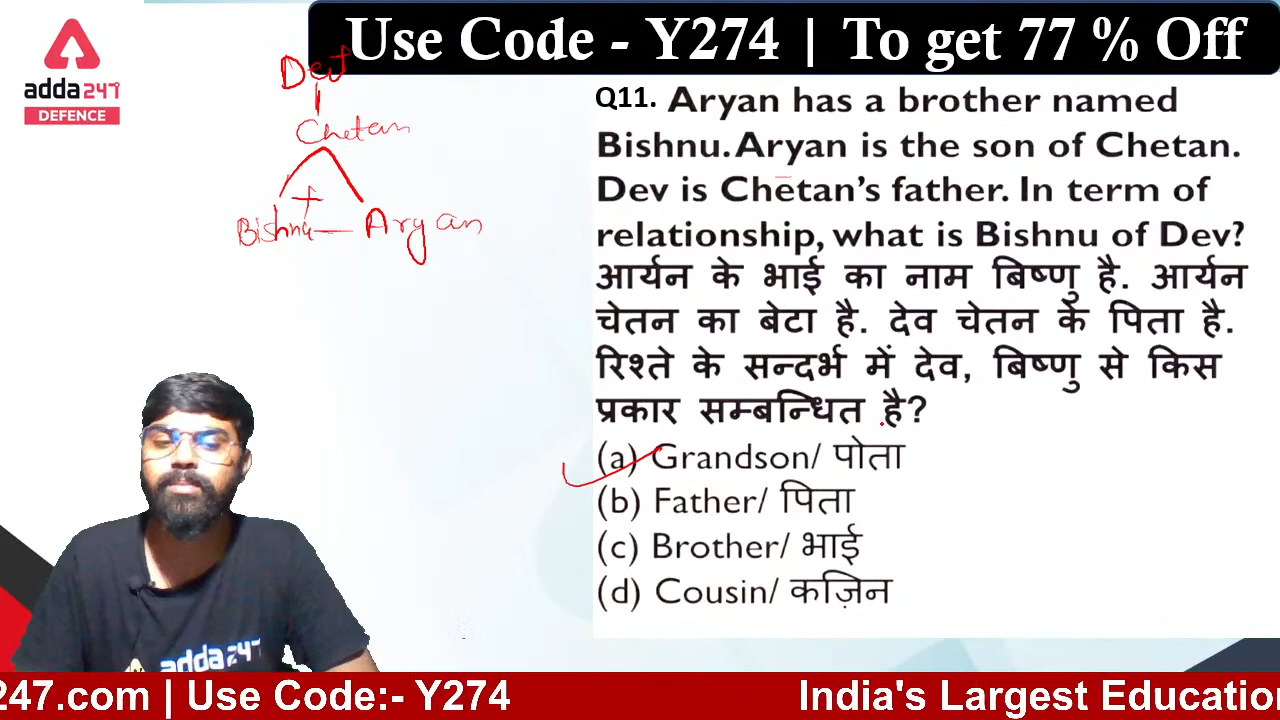 Use Code - Y274 | To get 77 % Off
adda247
DEFENCE
Dev
Chetan
Bishnu — Aryan
Q11. Aryan has a brother named
Bishnu. Aryan is the son of Chetan.
Dev is Chetan's father. In term of
relationship, what is Bishnu of Dev?
आर्यन के भाई का नाम बिष्णु है. आर्यन
चेतन का बेटा है. देव चेतन के पिता है.
रिश्ते के सन्दर्भ में देव, बिष्णु से किस
प्रकार सम्बन्धित है?
(a) Grandson/ पोता
(b) Father/ पिता
(c) Brother/ भाई
(d) Cousin/ कज़िन
adda247
247.com | Use Code:- Y274
India's Largest Education